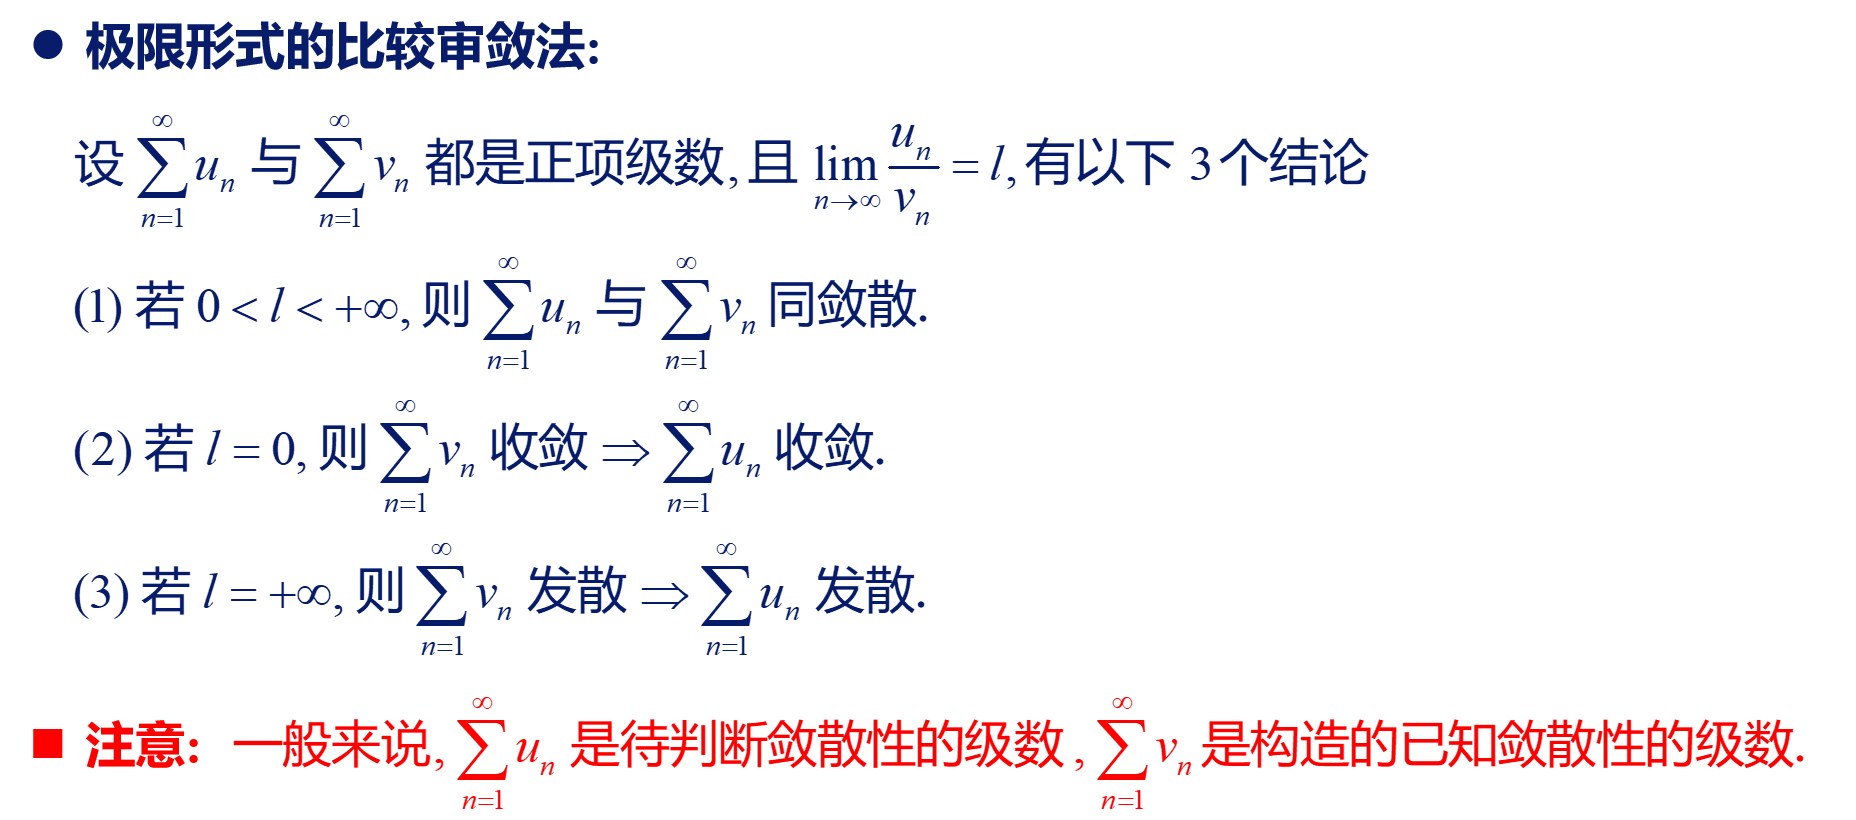 ● 极限形式的比较审敛法:
设 $\sum_{n=1}^{\infty} u_n$ 与 $\sum_{n=1}^{\infty} v_n$ 都是正项级数, 且 $\lim_{n \to \infty} \frac{u_n}{v_n} = l$, 有以下 3 个结论
(1) 若 $0 < l < +\infty$, 则 $\sum_{n=1}^{\infty} u_n$ 与 $\sum_{n=1}^{\infty} v_n$ 同敛散.
(2) 若 $l = 0$, 则 $\sum_{n=1}^{\infty} v_n$ 收敛 $\Rightarrow \sum_{n=1}^{\infty} u_n$ 收敛.
(3) 若 $l = +\infty$, 则 $\sum_{n=1}^{\infty} v_n$ 发散 $\Rightarrow \sum_{n=1}^{\infty} u_n$ 发散.
■ 注意: 一般来说, $\sum_{n=1}^{\infty} u_n$ 是待判断敛散性的级数, $\sum_{n=1}^{\infty} v_n$ 是构造的已知敛散性的级数.